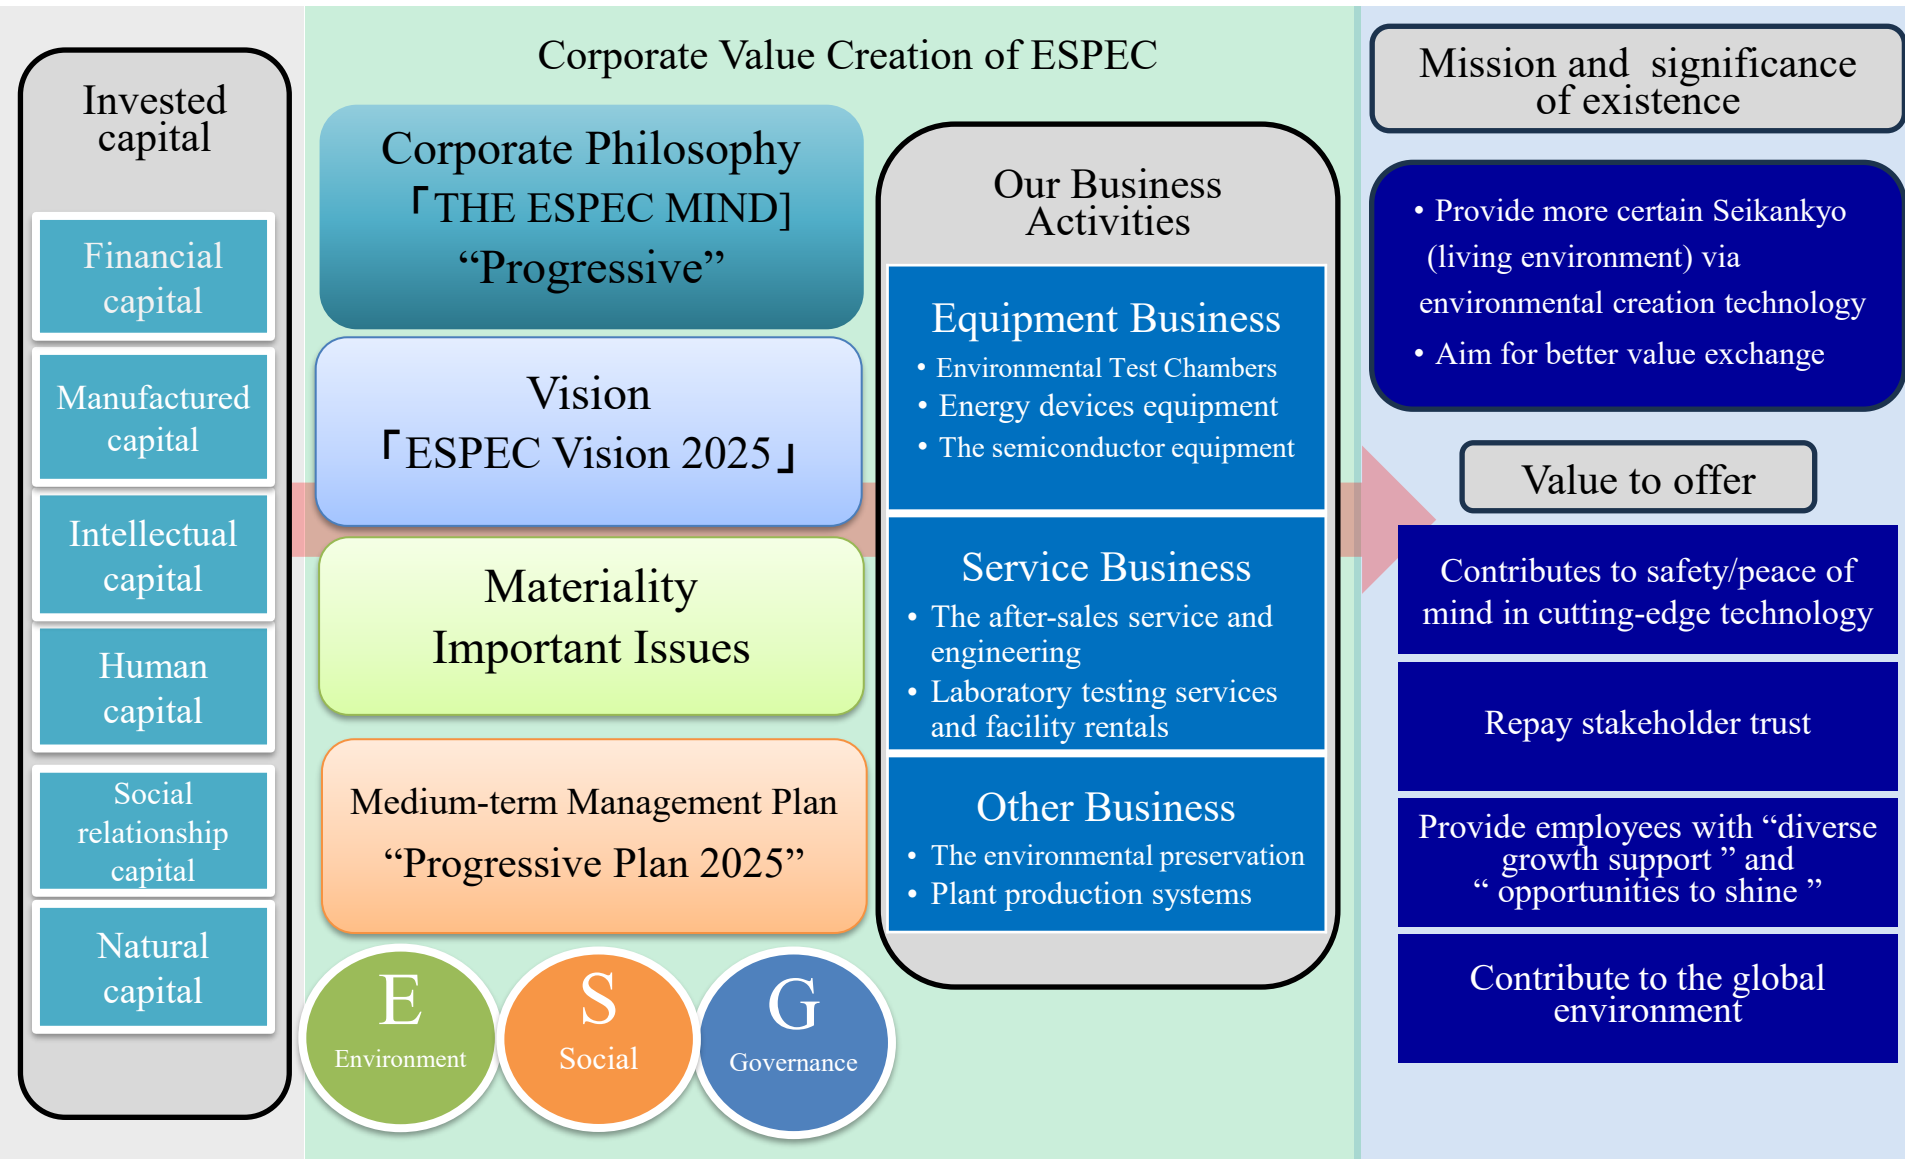 Invested
capital
Financial
capital
Manufactured
capital
Intellectual
capital
Human
capital
Social
relationship
capital
Natural
capital
Corporate Value Creation of ESPEC
Corporate Philosophy
「THE ESPEC MIND]
“Progressive”
Vision
「ESPEC Vision 2025」
Materiality
Important Issues
Medium-term Management Plan
“Progressive Plan 2025”
E
Environment
S
Social
G
Governance
Our Business
Activities
Equipment Business
• Environmental Test Chambers
• Energy devices equipment
• The semiconductor equipment
Service Business
• The after-sales service and
engineering
• Laboratory testing services
and facility rentals
Other Business
• The environmental preservation
• Plant production systems
Mission and significance
of existence
• Provide more certain Seikankyo
(living environment) via
environmental creation technology
• Aim for better value exchange
Value to offer
Contributes to safety/peace of
mind in cutting-edge technology
Repay stakeholder trust
Provide employees with “diverse
growth support ” and
“ opportunities to shine ”
Contribute to the global
environment